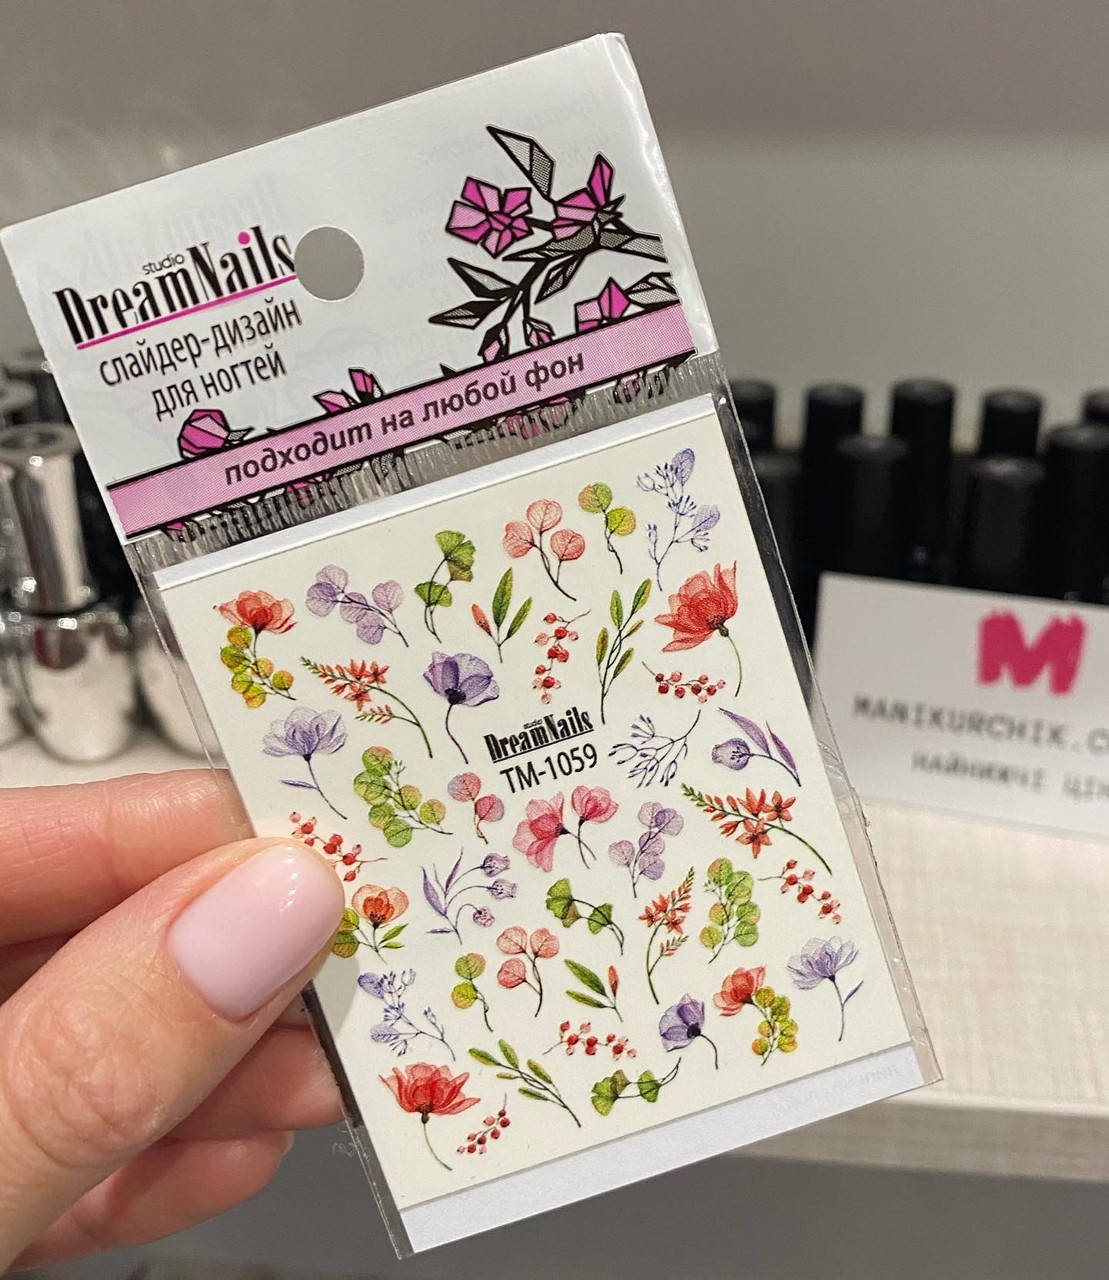 studio
DreamNails
слайдер-дизайн
для ногтей
подходит на любой фон
studio
DreamNails
TM-1059
M
MANIKURCHIK.C
НАЙНИЖЧІ ЦІ